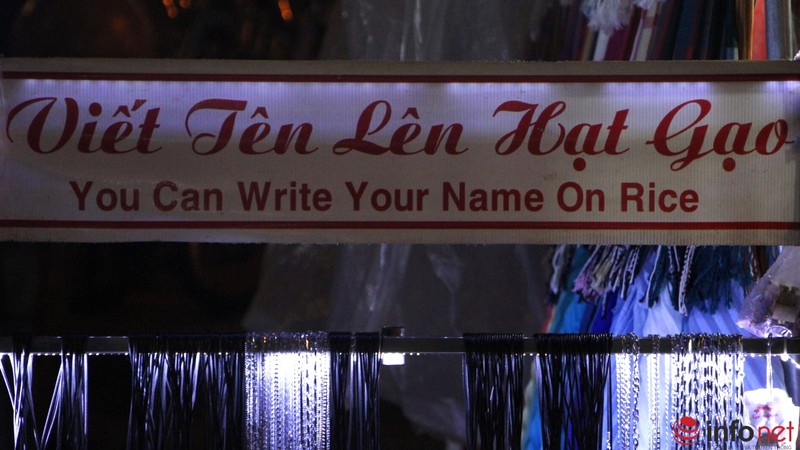 Viết Tên Lên Hạt Gạo
You Can Write Your Name On Rice
infonet